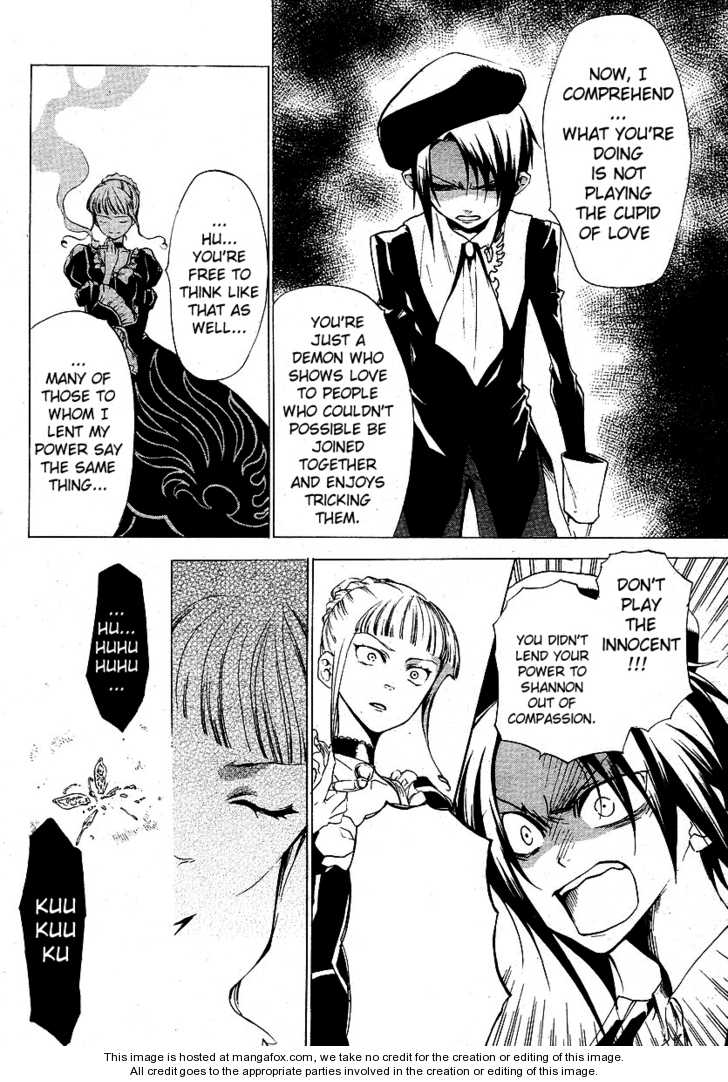 NOW, I
COMPREHEND
...
WHAT YOU'RE
DOING
IS NOT
PLAYING
THE CUPID
OF LOVE
YOU'RE
JUST A
DEMON WHO
SHOWS LOVE
TO PEOPLE
WHO COULDN'T
POSSIBLE BE
JOINED
TOGETHER
AND ENJOYS
TRICKING
THEM.
...
HU...
YOU'RE
FREE TO
THINK LIKE
THAT AS
WELL...
...
MANY OF
THOSE TO
WHOM I
LENT MY
POWER SAY
THE SAME
THING...
DON'T
PLAY
THE
INNOCENT
!!!
YOU DIDN'T
LEND YOUR
POWER TO
SHANNON
OUT OF
COMPASSION.
...
HU...
HUHU
HUHU
...
KUU
KUU
KU
This image is hosted at mangafox.com, we take no credit for the creation or editing of this image.
All credit goes to the appropriate parties involved in the creation or editing of this image.